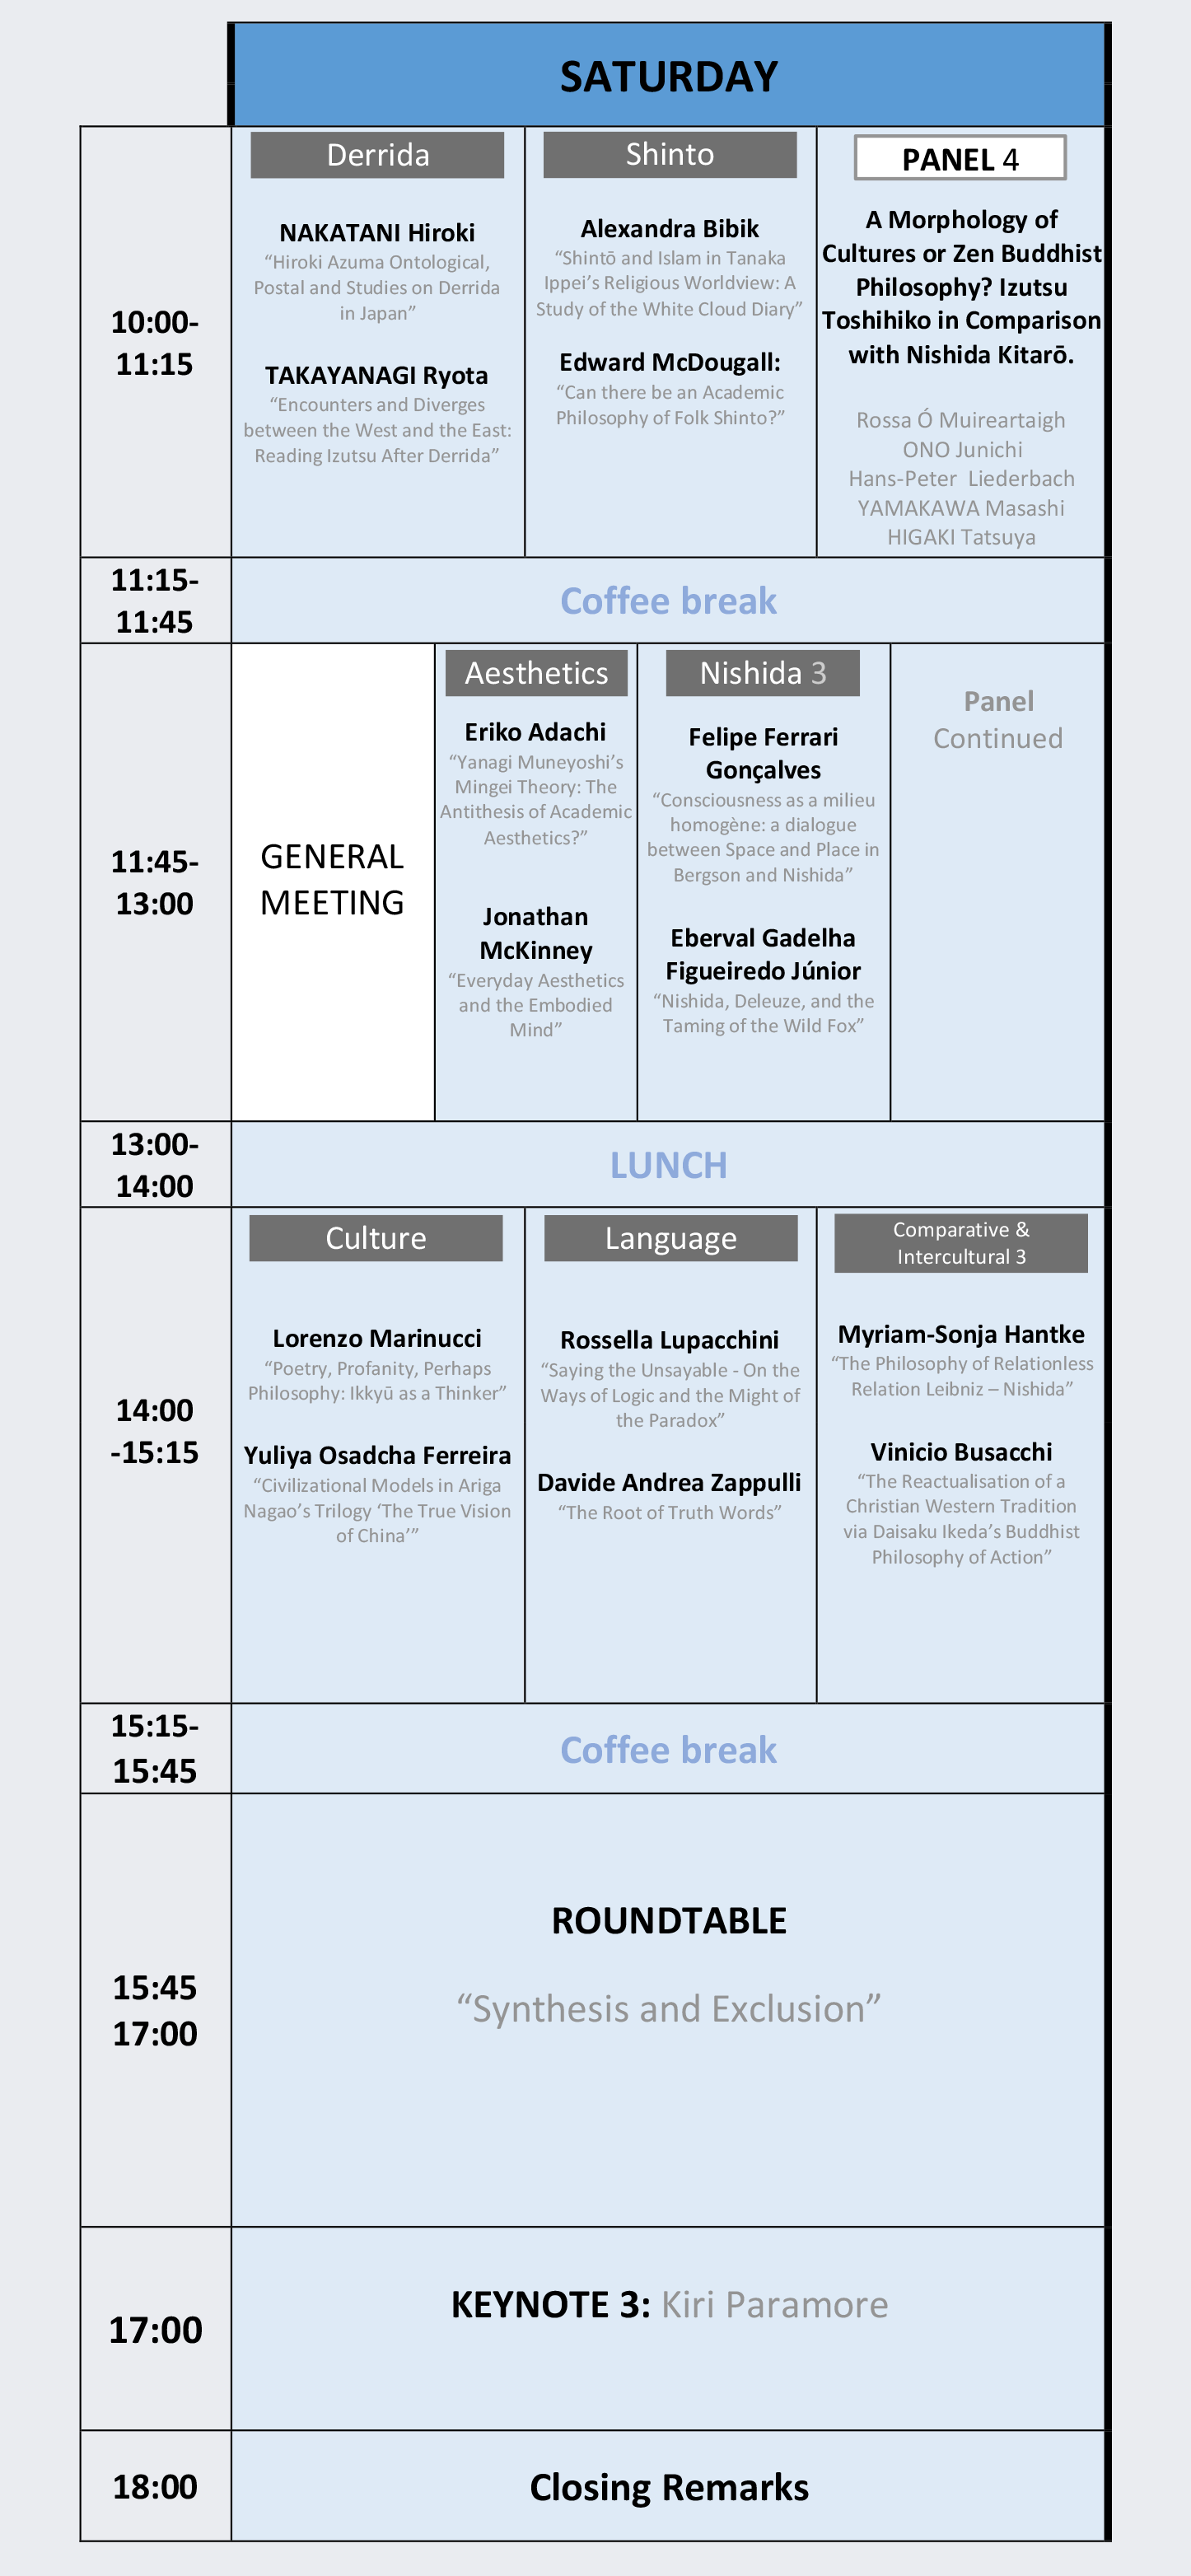 SATURDAY
10:00-
11:15
Derrida
NAKATANI Hiroki
“Hiroki Azuma Ontological,
Postal and Studies on Derrida
in Japan”
TAKAYANAGI Ryota
“Encounters and Diverges
between the West and the East:
Reading Izutsu After Derrida”
Shinto
Alexandra Bibik
“Shintō and Islam in Tanaka
Ippei’s Religious Worldview: A
Study of the White Cloud Diary”
Edward McDougall:
“Can there be an Academic
Philosophy of Folk Shinto?”
PANEL 4
A Morphology of
Cultures or Zen Buddhist
Philosophy? Izutsu
Toshihiko in Comparison
with Nishida Kitarō.
Rossa Ó Muireartaigh
ONO Junichi
Hans-Peter Liederbach
YAMAKAWA Masashi
HIGAKI Tatsuya
11:15-
11:45
Coffee break
11:45-
13:00
GENERAL
MEETING
Aesthetics
Eriko Adachi
“Yanagi Muneyoshi’s
Mingei Theory: The
Antithesis of Academic
Aesthetics?”
Jonathan
McKinney
“Everyday Aesthetics
and the Embodied
Mind”
Nishida 3
Felipe Ferrari
Gonçalves
“Consciousness as a milieu
homogène: a dialogue
between Space and Place in
Bergson and Nishida”
Eberval Gadelha
Figueiredo Júnior
“Nishida, Deleuze, and the
Taming of the Wild Fox”
Panel
Continued
13:00-
14:00
LUNCH
14:00
-15:15
Culture
Lorenzo Marinucci
“Poetry, Profanity, Perhaps
Philosophy: Ikkyū as a Thinker”
Yuliya Osadcha Ferreira
“Civilizational Models in Ariga
Nagao’s Trilogy ‘The True Vision
of China’”
Language
Rossella Lupacchini
“Saying the Unsayable - On the
Ways of Logic and the Might of
the Paradox”
Davide Andrea Zappulli
“The Root of Truth Words”
Comparative &
Intercultural 3
Myriam-Sonja Hantke
“The Philosophy of Relationless
Relation Leibniz – Nishida”
Vinicio Busacchi
“The Reactualisation of a
Christian Western Tradition
via Daisaku Ikeda’s Buddhist
Philosophy of Action”
15:15-
15:45
Coffee break
15:45
17:00
ROUNDTABLE
“Synthesis and Exclusion”
17:00
KEYNOTE 3: Kiri Paramore
18:00
Closing Remarks